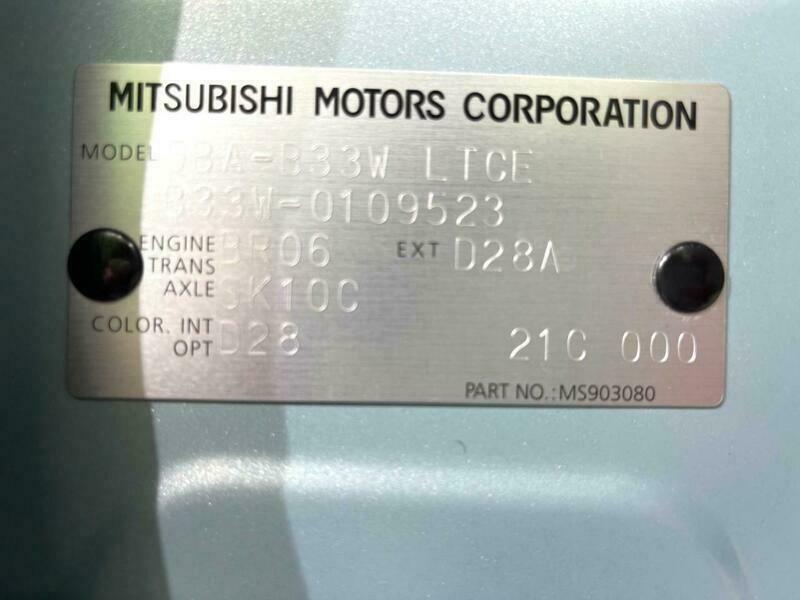 MITSUBISHI MOTORS CORPORATION
MODEL DBA-B33W LTCE
B33W-0109523
ENGINE BR06 EXT D28A
TRANS
AXLE SK10C
COLOR. INT D28 21C 000
OPT
PART NO.:MS903080